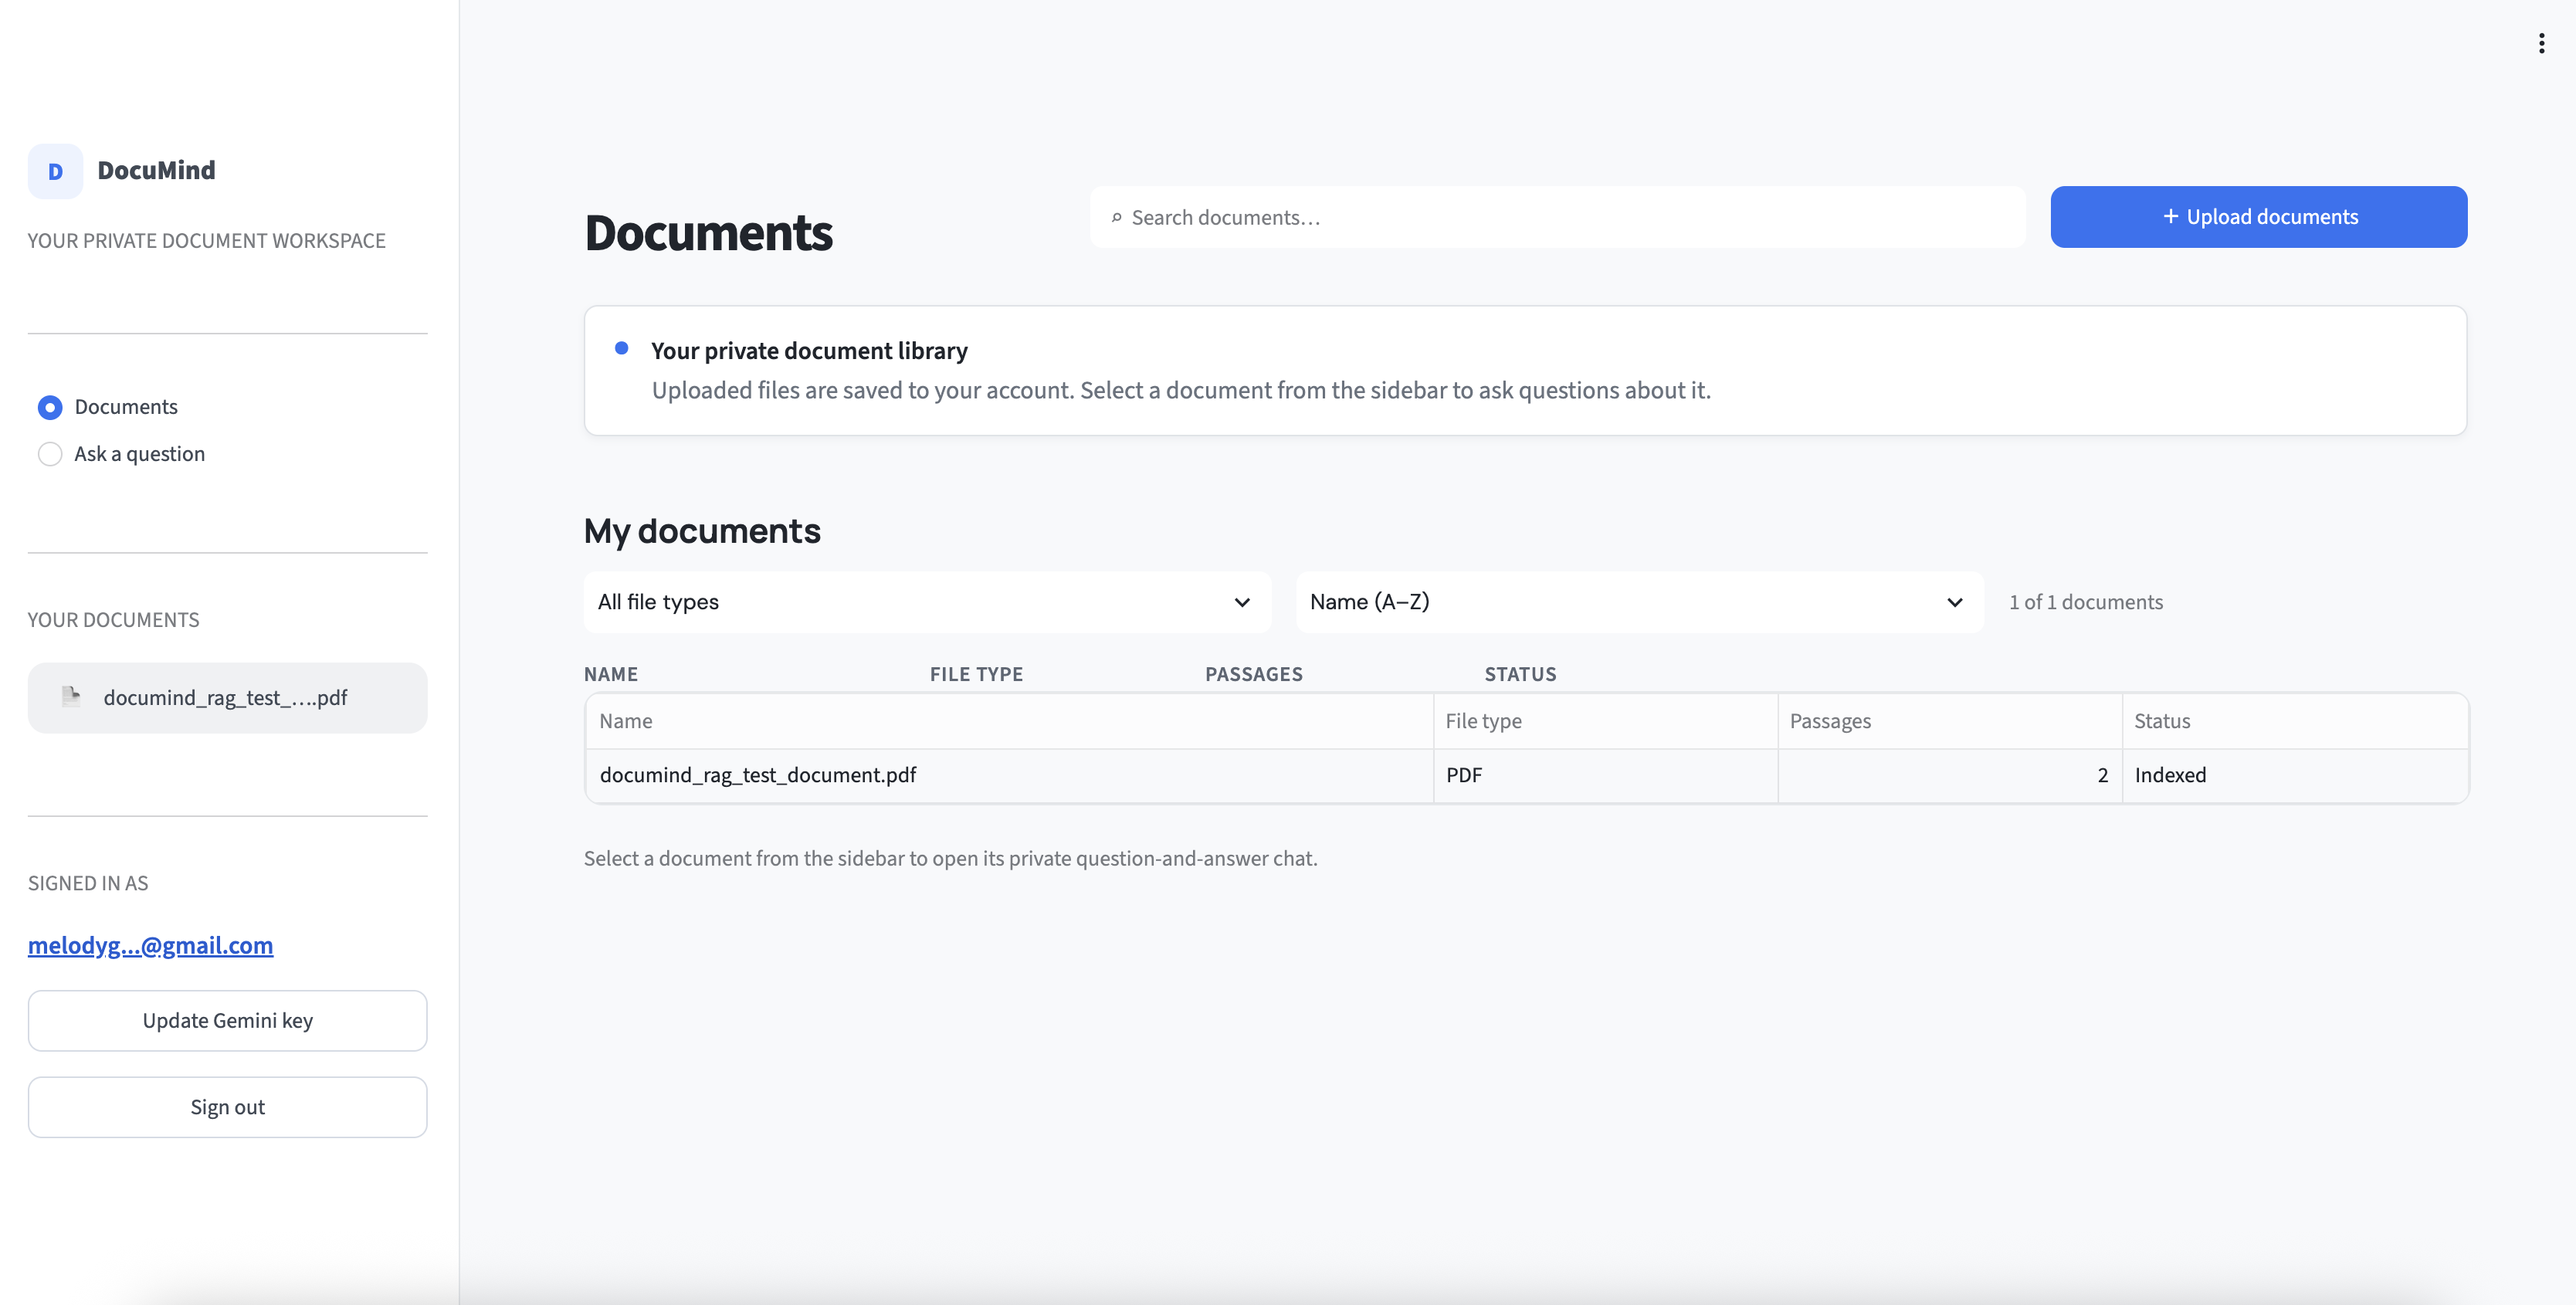 D
DocuMind
YOUR PRIVATE DOCUMENT WORKSPACE
Documents
Ask a question
YOUR DOCUMENTS
documind_rag_test_….pdf
SIGNED IN AS
melodyg...@gmail.com
Update Gemini key
Sign out
Documents
Search documents…
+ Upload documents
Your private document library
Uploaded files are saved to your account. Select a document from the sidebar to ask questions about it.
My documents
All file types
Name (A–Z)
1 of 1 documents
NAME FILE TYPE PASSAGES STATUS
Name File type Passages Status
documind_rag_test_document.pdf PDF 2 Indexed
Select a document from the sidebar to open its private question-and-answer chat.